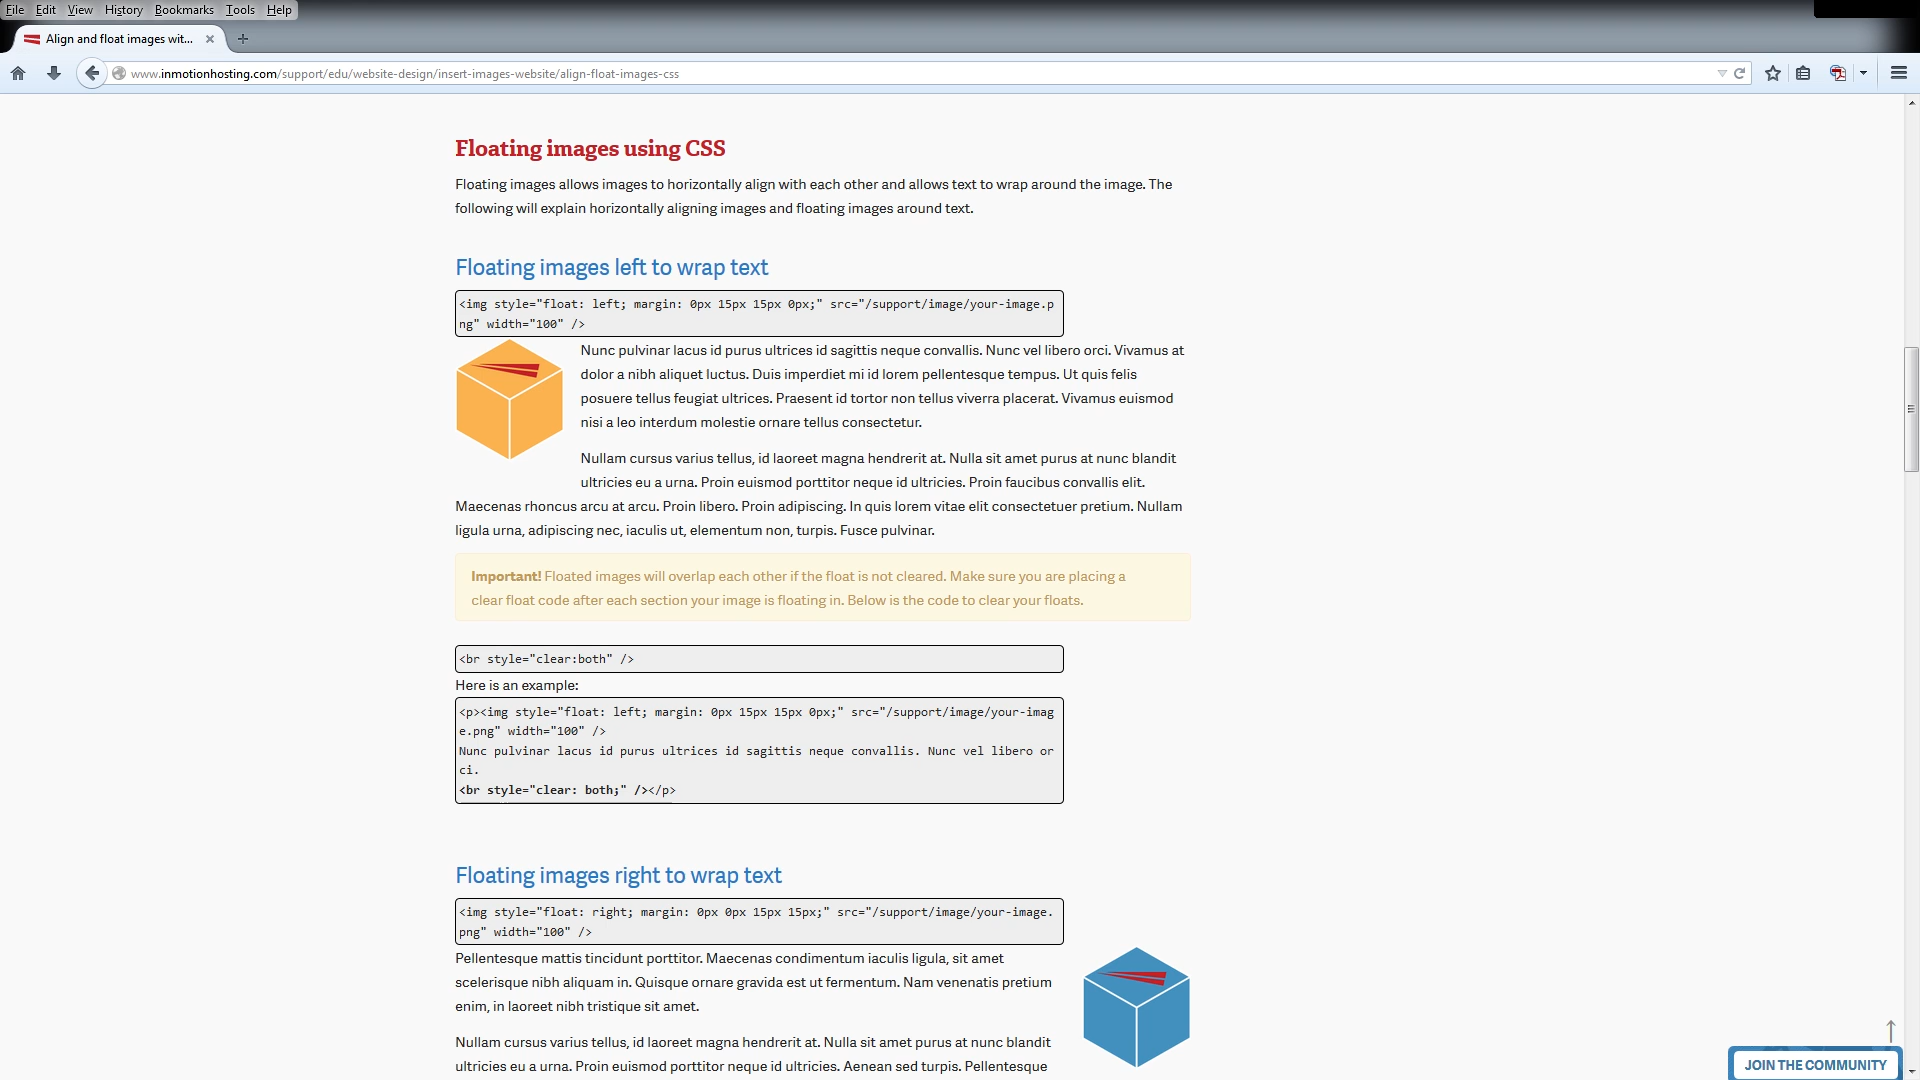 File Edit View History Bookmarks Tools Help
Align and float images wit...
www.inmotionhosting.com/support/edu/website-design/insert-images-website/align-float-images-css
Floating images using CSS
Floating images allows images to horizontally align with each other and allows text to wrap around the image. The
following will explain horizontally aligning images and floating images around text.
Floating images left to wrap text
<img style="float: left; margin: 0px 15px 15px 0px;" src="/support/image/your-image.p
ng" width="100" />
Nunc pulvinar lacus id purus ultrices id sagittis neque convallis. Nunc vel libero orci. Vivamus at
dolor a nibh aliquet luctus. Duis imperdiet mi id lorem pellentesque tempus. Ut quis felis
posuere tellus feugiat ultrices. Praesent id tortor non tellus viverra placerat. Vivamus euismod
nisi a leo interdum molestie ornare tellus consectetur.
Nullam cursus varius tellus, id laoreet magna hendrerit at. Nulla sit amet purus at nunc blandit
ultricies eu a urna. Proin euismod porttitor neque id ultricies. Proin faucibus convallis elit.
Maecenas rhoncus arcu at arcu. Proin libero. Proin adipiscing. In quis lorem vitae elit consectetuer pretium. Nullam
ligula urna, adipiscing nec, iaculis ut, elementum non, turpis. Fusce pulvinar.
Important! Floated images will overlap each other if the float is not cleared. Make sure you are placing a
clear float code after each section your image is floating in. Below is the code to clear your floats.
<br style="clear:both" />
Here is an example:
<p><img style="float: left; margin: 0px 15px 15px 0px;" src="/support/image/your-imag
e.png" width="100" />
Nunc pulvinar lacus id purus ultrices id sagittis neque convallis. Nunc vel libero or
ci.
<br style="clear: both;" /></p>
Floating images right to wrap text
<img style="float: right; margin: 0px 0px 15px 15px;" src="/support/image/your-image.
png" width="100" />
Pellentesque mattis tincidunt porttitor. Maecenas condimentum iaculis ligula, sit amet
scelerisque nibh aliquam in. Quisque ornare gravida est ut fermentum. Nam venenatis pretium
enim, in laoreet nibh tristique sit amet.
Nullam cursus varius tellus, id laoreet magna hendrerit at. Nulla sit amet purus at nunc blandit
ultricies eu a urna. Proin euismod porttitor neque id ultricies. Aenean sed turpis. Pellentesque
JOIN THE COMMUNITY